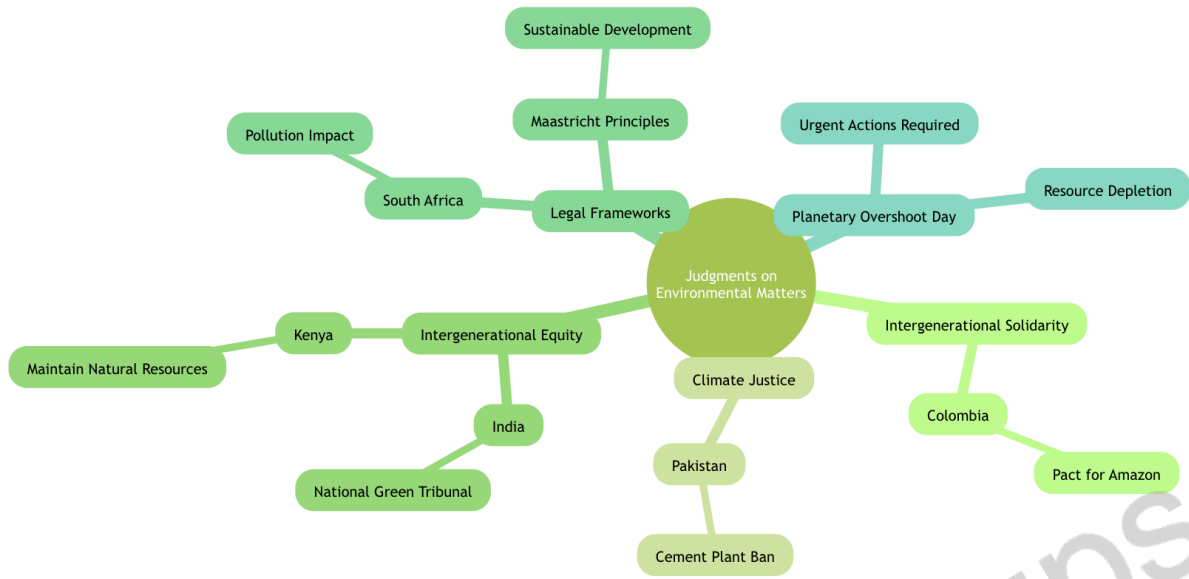 Sustainable Development
Maastricht Principles
Pollution Impact
South Africa
Legal Frameworks
Urgent Actions Required
Resource Depletion
Planetary Overshoot Day
Judgments on
Environmental Matters
Intergenerational Solidarity
Colombia
Pact for Amazon
Intergenerational Equity
Kenya
Maintain Natural Resources
India
National Green Tribunal
Climate Justice
Pakistan
Cement Plant Ban